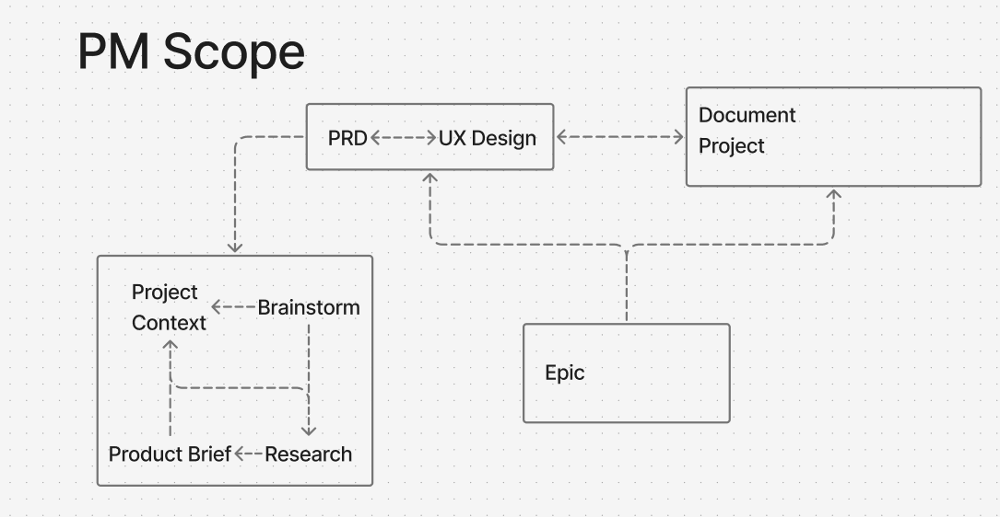 PM Scope
PRD
UX Design
Document
Project
Project
Context
Brainstorm
Epic
Product Brief
Research